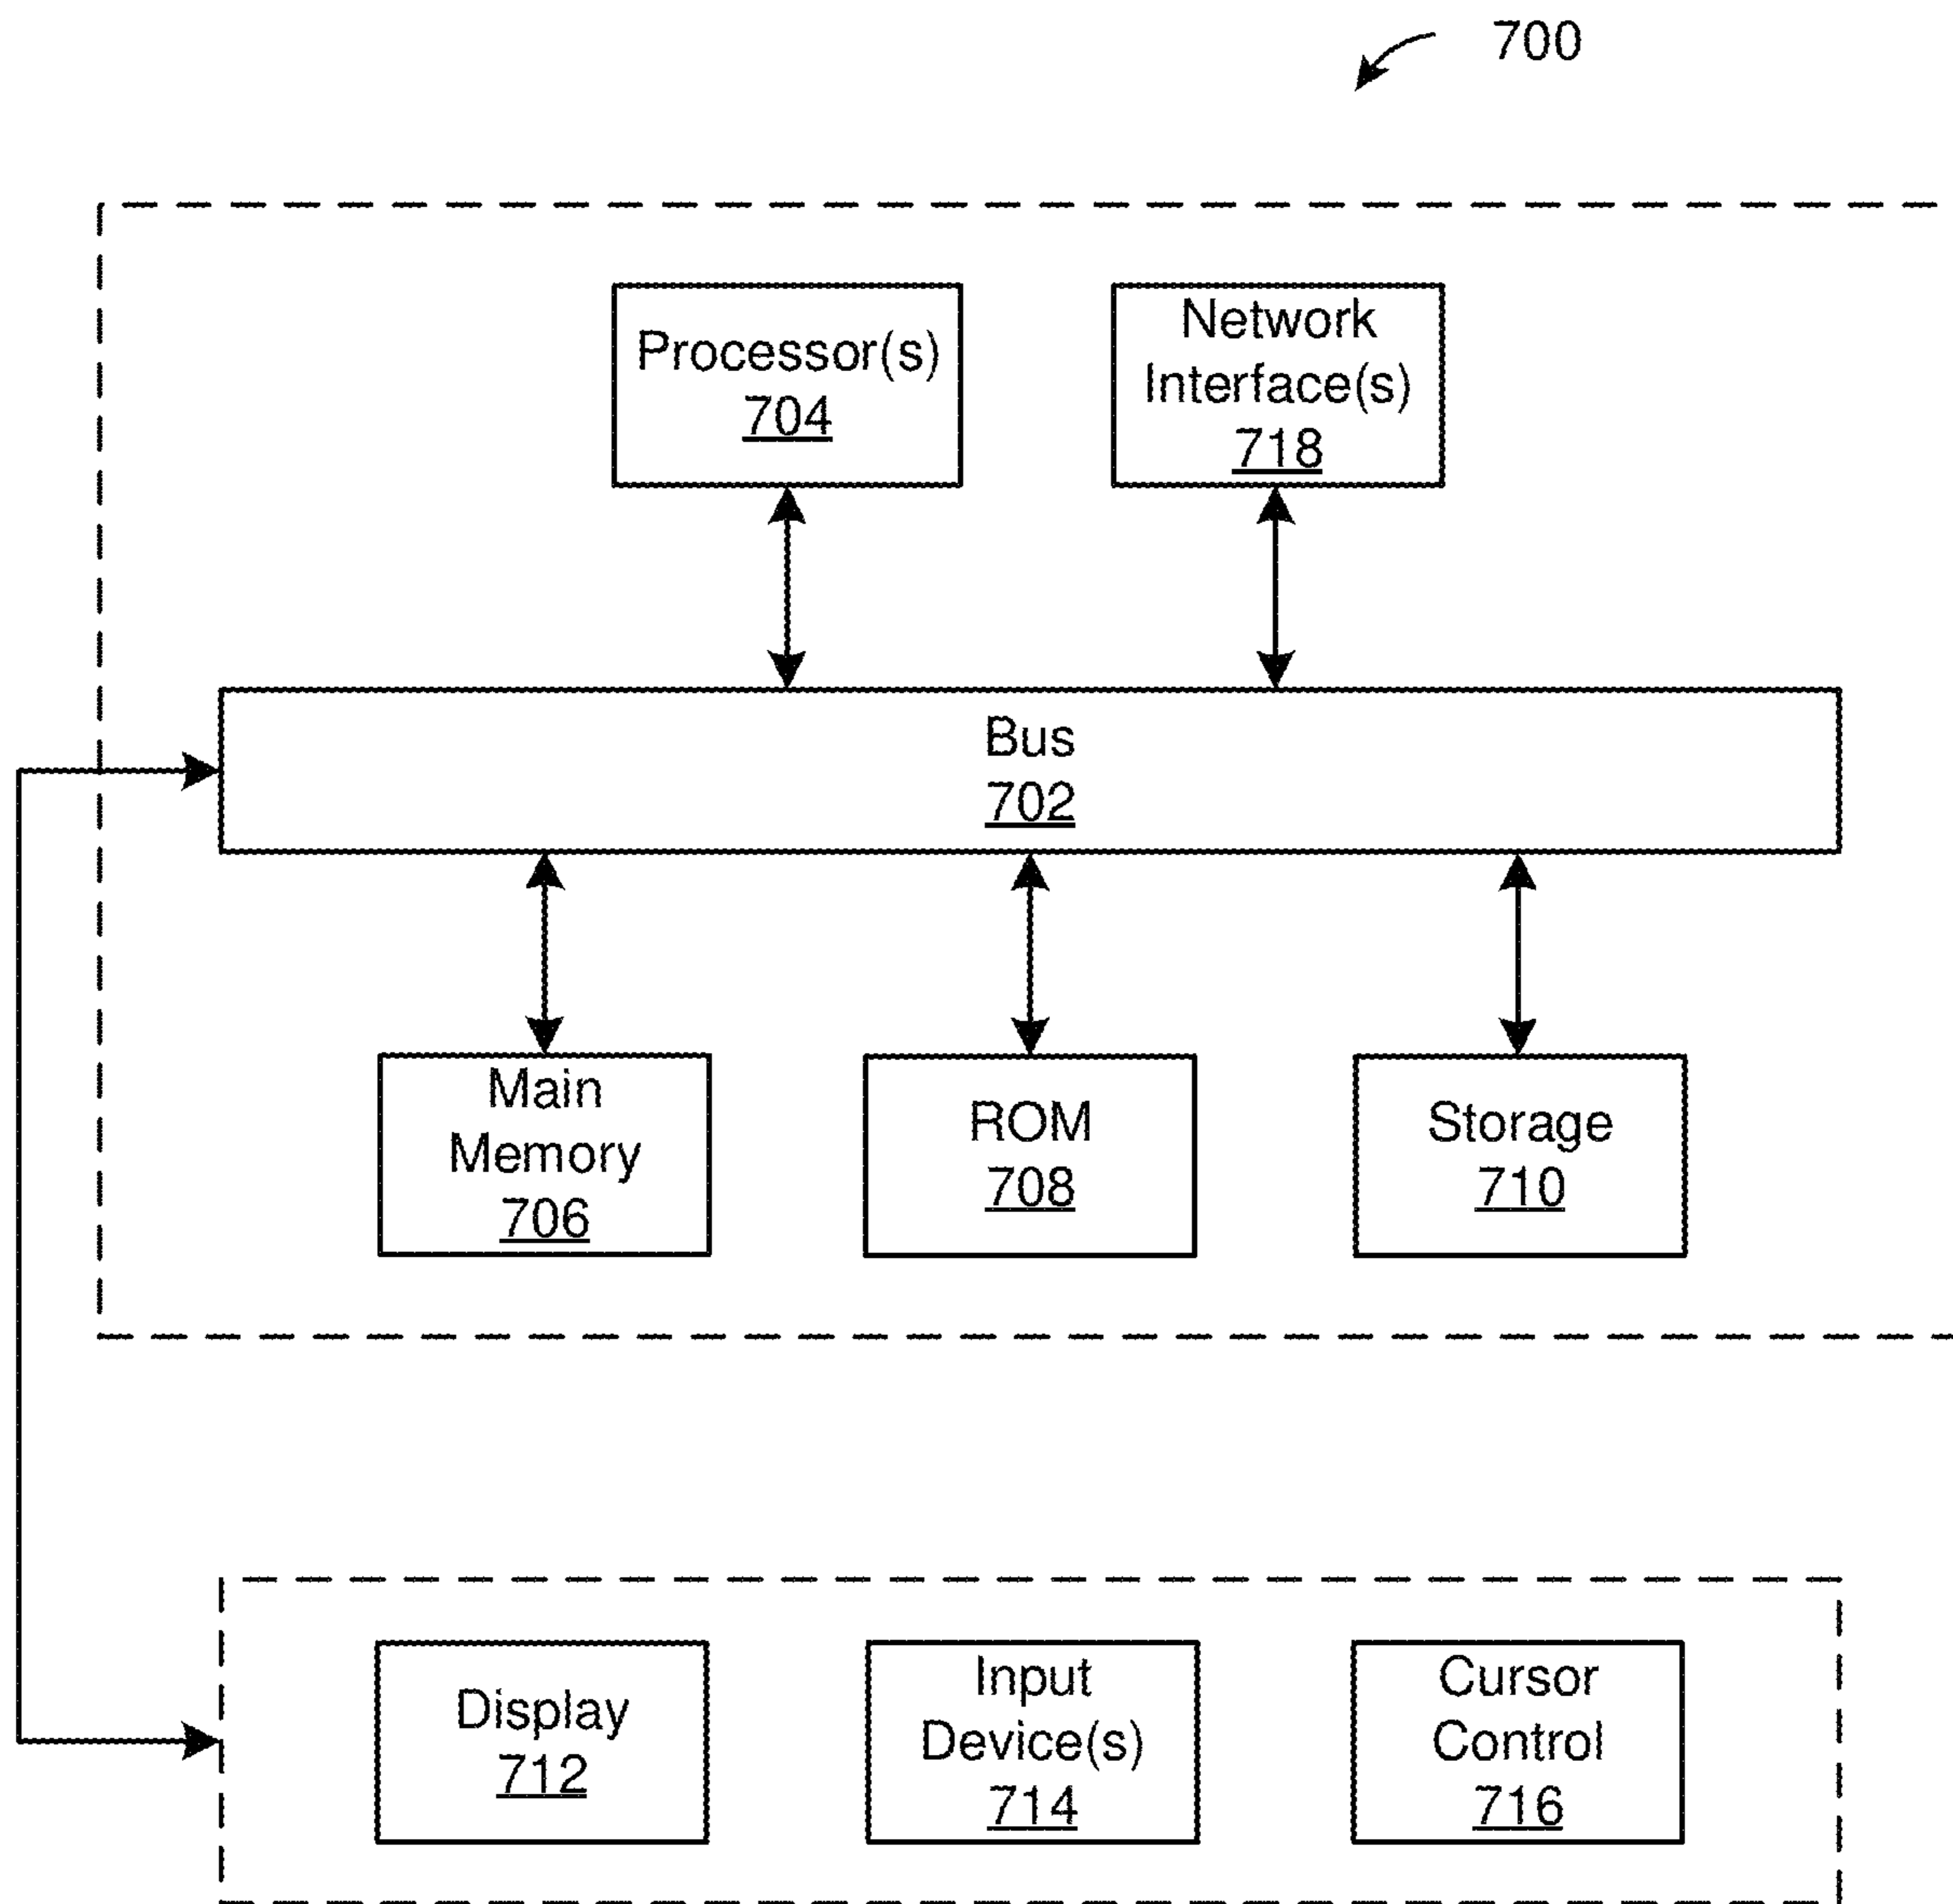 700
Processor(s)
704
Network
Interface(s)
718
Bus
702
Main
Memory
706
ROM
708
Storage
710
Display
712
Input
Device(s)
714
Cursor
Control
716